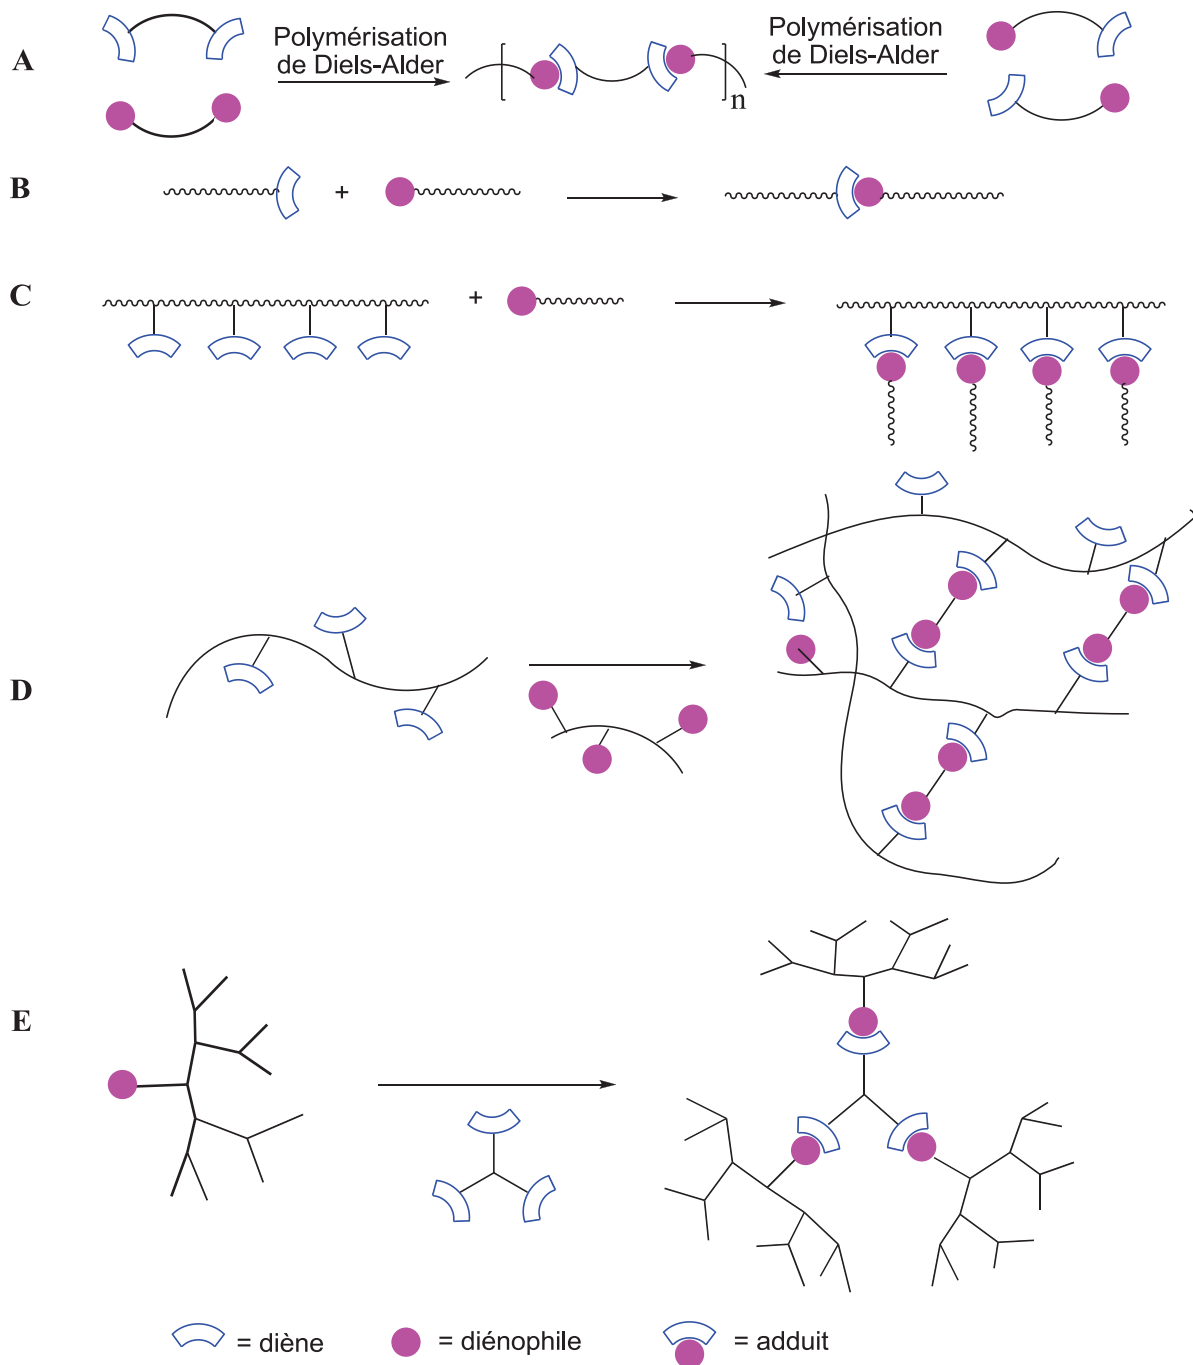 A
Polymérisation
de Diels-Alder
n
Polymérisation
de Diels-Alder
B
+
C
+
D
E
= diène
= diénophile
= adduit